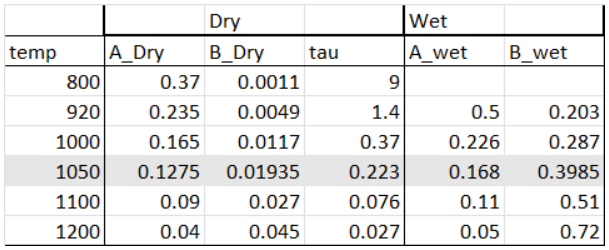 Dry Wet
temp A_Dry B_Dry tau A_wet B_wet
800 0.37 0.0011 9
920 0.235 0.0049 1.4 0.5 0.203
1000 0.165 0.0117 0.37 0.226 0.287
1050 0.1275 0.01935 0.223 0.168 0.3985
1100 0.09 0.027 0.076 0.11 0.51
1200 0.04 0.045 0.027 0.05 0.72